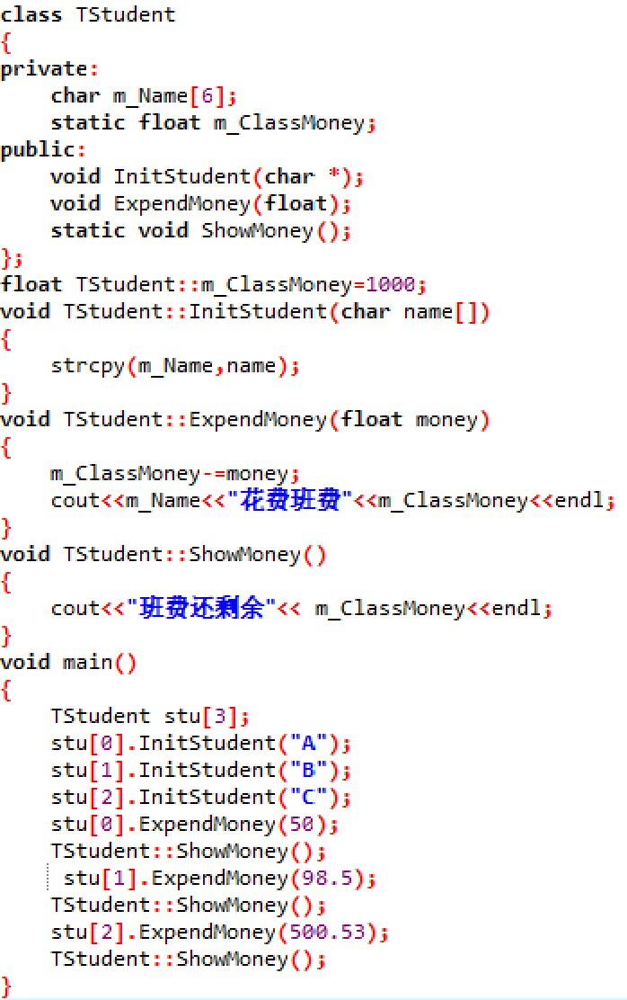 class TStudent
{
private:
    char m_Name[6];
    static float m_ClassMoney;
public:
    void InitStudent(char *);
    void ExpendMoney(float);
    static void ShowMoney();
};
float TStudent::m_ClassMoney=1000;
void TStudent::InitStudent(char name[])
{
    strcpy(m_Name,name);
}
void TStudent::ExpendMoney(float money)
{
    m_ClassMoney-=money;
    cout<<m_Name<<"花费班费"<<m_ClassMoney<<endl;
}
void TStudent::ShowMoney()
{
    cout<<"班费还剩余"<< m_ClassMoney<<endl;
}
void main()
{
    TStudent stu[3];
    stu[0].InitStudent("A");
    stu[1].InitStudent("B");
    stu[2].InitStudent("C");
    stu[0].ExpendMoney(50);
    TStudent::ShowMoney();
     stu[1].ExpendMoney(98.5);
    TStudent::ShowMoney();
    stu[2].ExpendMoney(500.53);
    TStudent::ShowMoney();
}